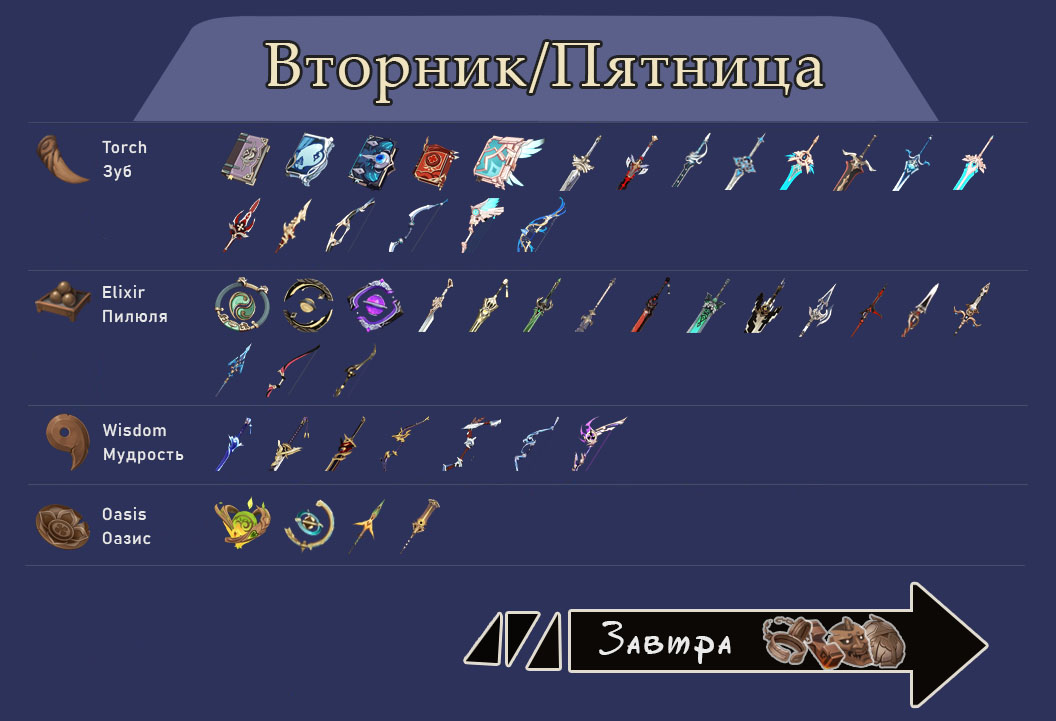 Вторник/Пятница
Torch
Зуб
Elixir
Пилюля
Wisdom
Мудрость
Oasis
Оазис
Завтра